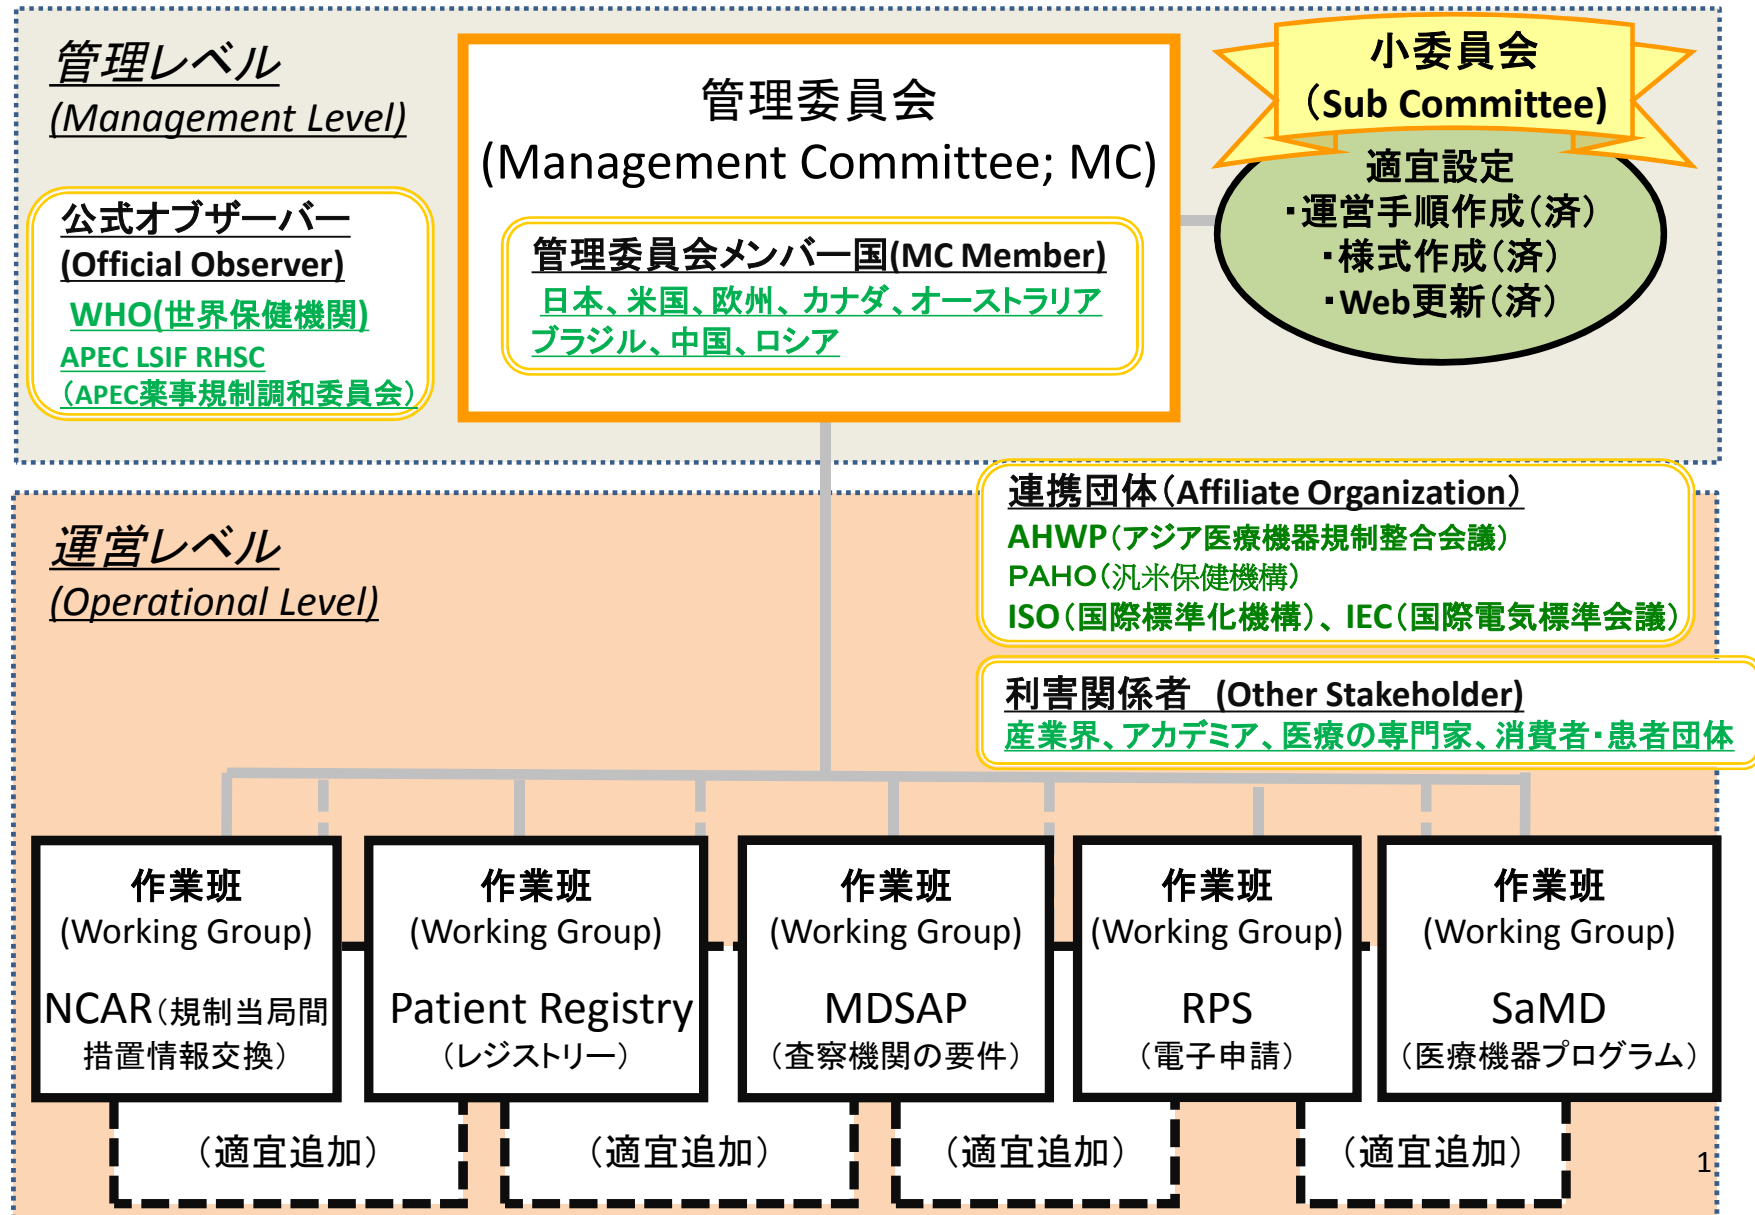 管理レベル
(Management Level)
管理委員会
(Management Committee; MC)
小委員会
(Sub Committee)
適宜設定
・運営手順作成(済)
・様式作成(済)
・Web更新(済)
公式オブザーバー
(Official Observer)
WHO(世界保健機関)
APEC LSIF RHSC
(APEC薬事規制調和委員会)
管理委員会メンバー国(MC Member)
日本、米国、欧州、カナダ、オーストラリア
ブラジル、中国、ロシア
運営レベル
(Operational Level)
連携団体(Affiliate Organization)
AHWP(アジア医療機器規制整合会議)
PAHO(汎米保健機構)
ISO(国際標準化機構)、IEC(国際電気標準会議)
利害関係者 (Other Stakeholder)
産業界、アカデミア、医療の専門家、消費者・患者団体
作業班
(Working Group)
NCAR(規制当局間
措置情報交換)
作業班
(Working Group)
Patient Registry
(レジストリー)
作業班
(Working Group)
MDSAP
(査察機関の要件)
作業班
(Working Group)
RPS
(電子申請)
作業班
(Working Group)
SaMD
(医療機器プログラム)
(適宜追加)
(適宜追加)
(適宜追加)
(適宜追加)
1